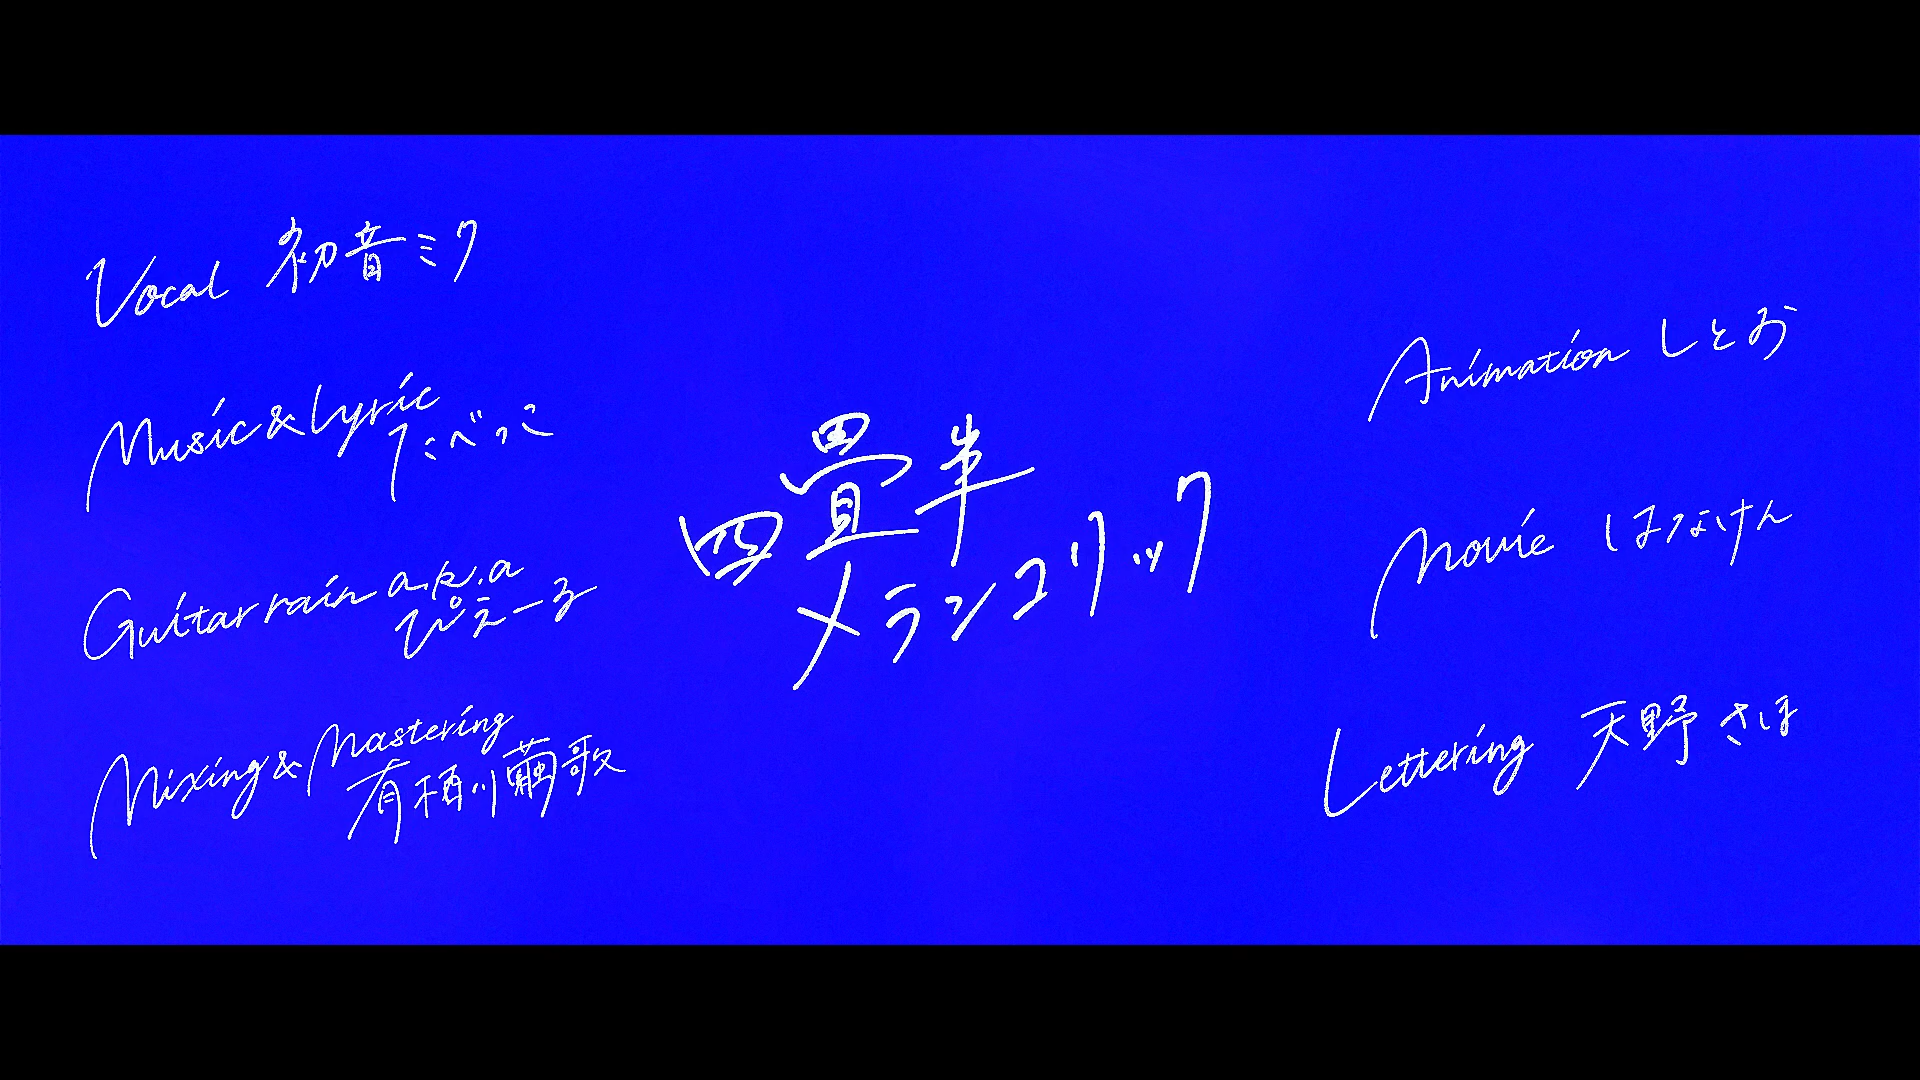 Vocal 初音ミク
Music&Lyric
たべっこ
Guitar rain a.k.a
ぴえーる
Mixing&Mastering
有栖川繭歌
四畳半
メランコリック
Animation しとお
Movie はなけん
Lettering 天野さほ